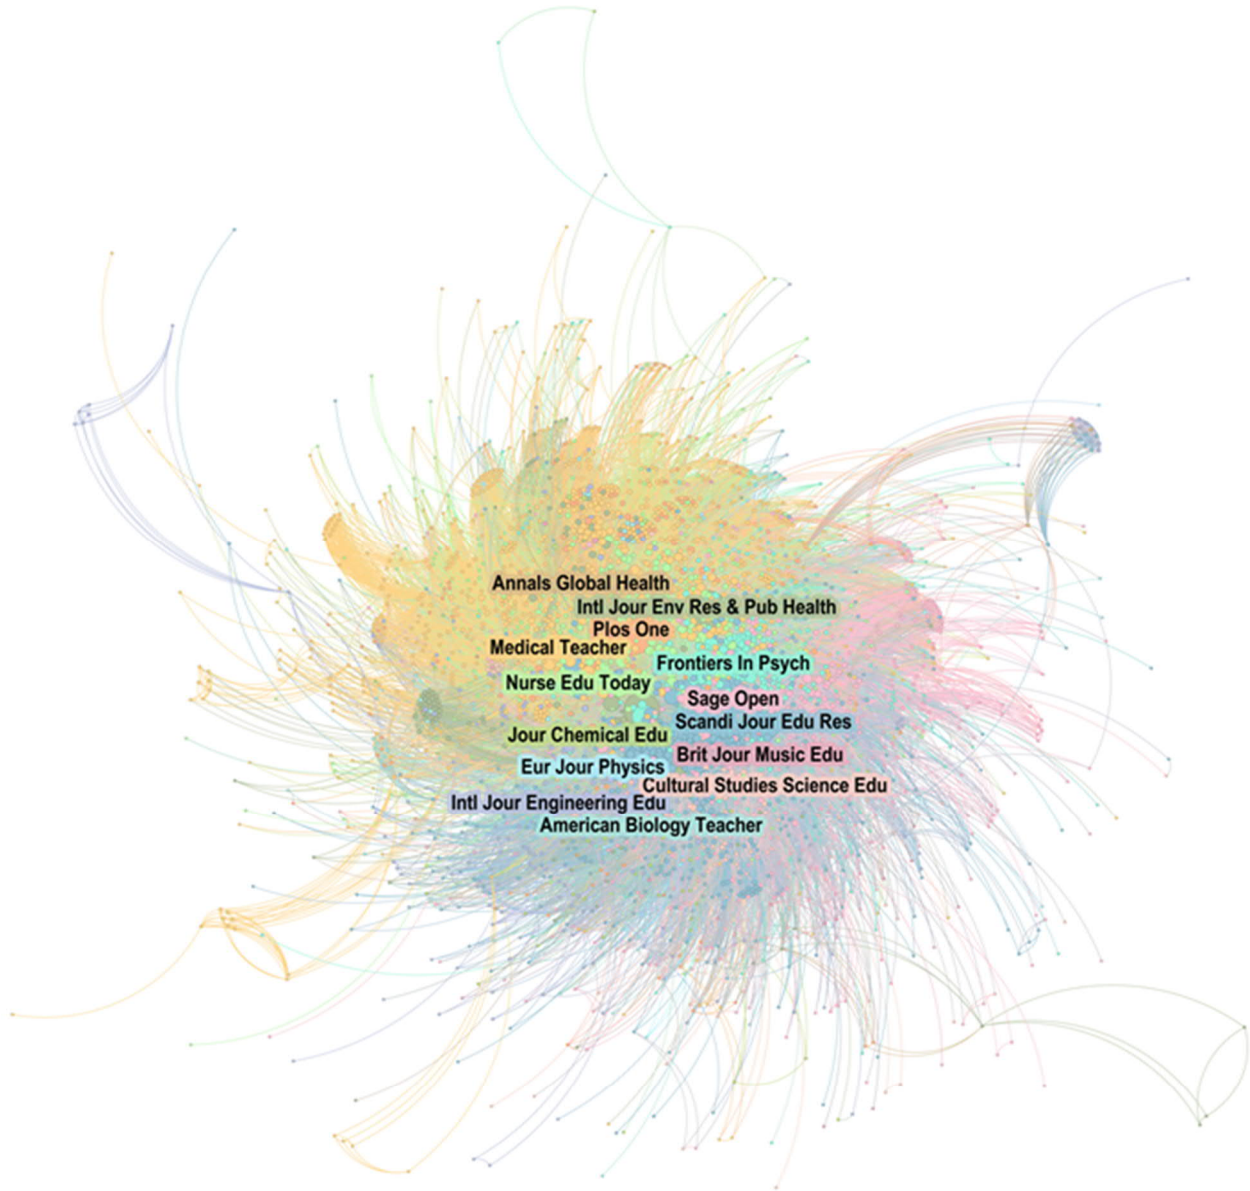 Annals Global Health
Intl Jour Env Res & Pub Health
Plos One
Medical Teacher
Frontiers In Psych
Nurse Edu Today
Sage Open
Scandi Jour Edu Res
Jour Chemical Edu
Brit Jour Music Edu
Eur Jour Physics
Cultural Studies Science Edu
Intl Jour Engineering Edu
American Biology Teacher